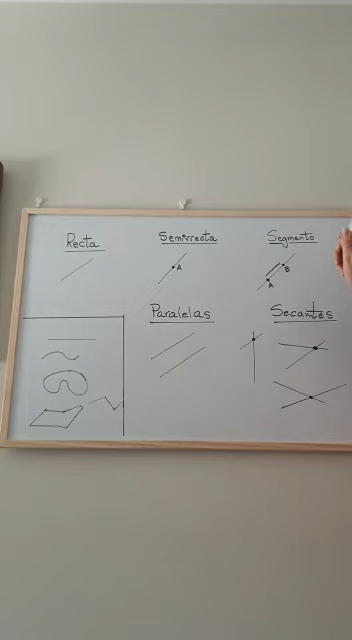 Recta
Semirrecta
Segmento
A
B
A
Paralelas
Secantes